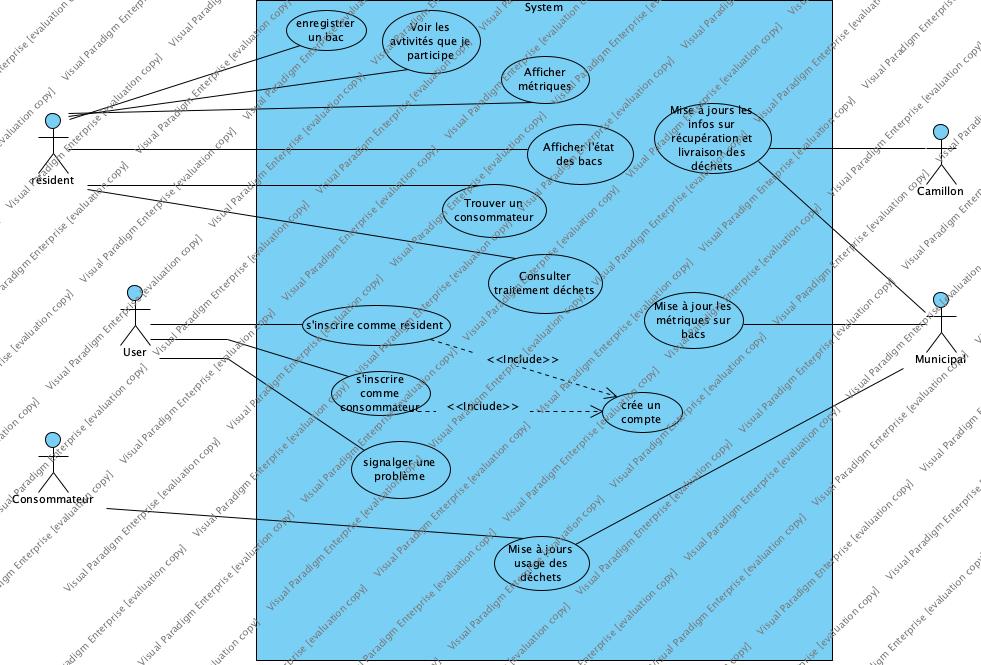 System
enregistrer
un bac
Voir les
avtivités que je
participe
Afficher
métriques
Mise à jours les
infos sur
récupération et
livraison des
déchets
Afficher l'état
des bacs
résident
Camillon
Trouver un
consommateur
Consulter
traitement déchets
s'inscrire comme résident
Mise à jour les
métriques sur
bacs
User
Municipal
<<Include>>
s'inscrire
comme
consommateur
<<Include>>
crée un
compte
signalger une
problème
Consommateur
Mise à jours
usage des
déchets
Visual Paradigm Enterprise [evaluation copy]